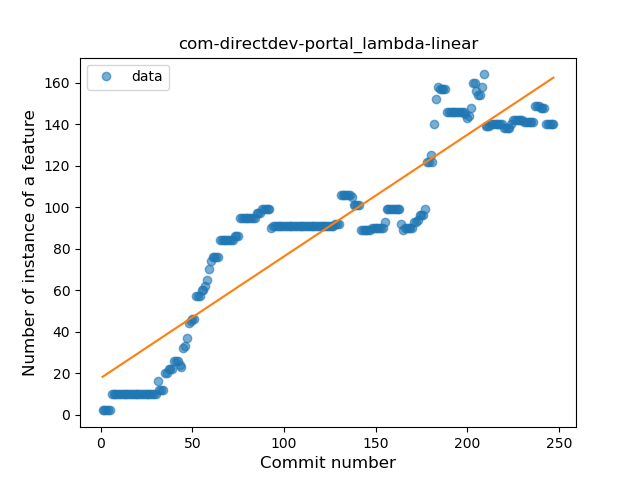 com-directdev-portal_lambda-linear
data
Number of instance of a feature
160
140
120
100
80
60
40
20
0
0 50 100 150 200 250
Commit number